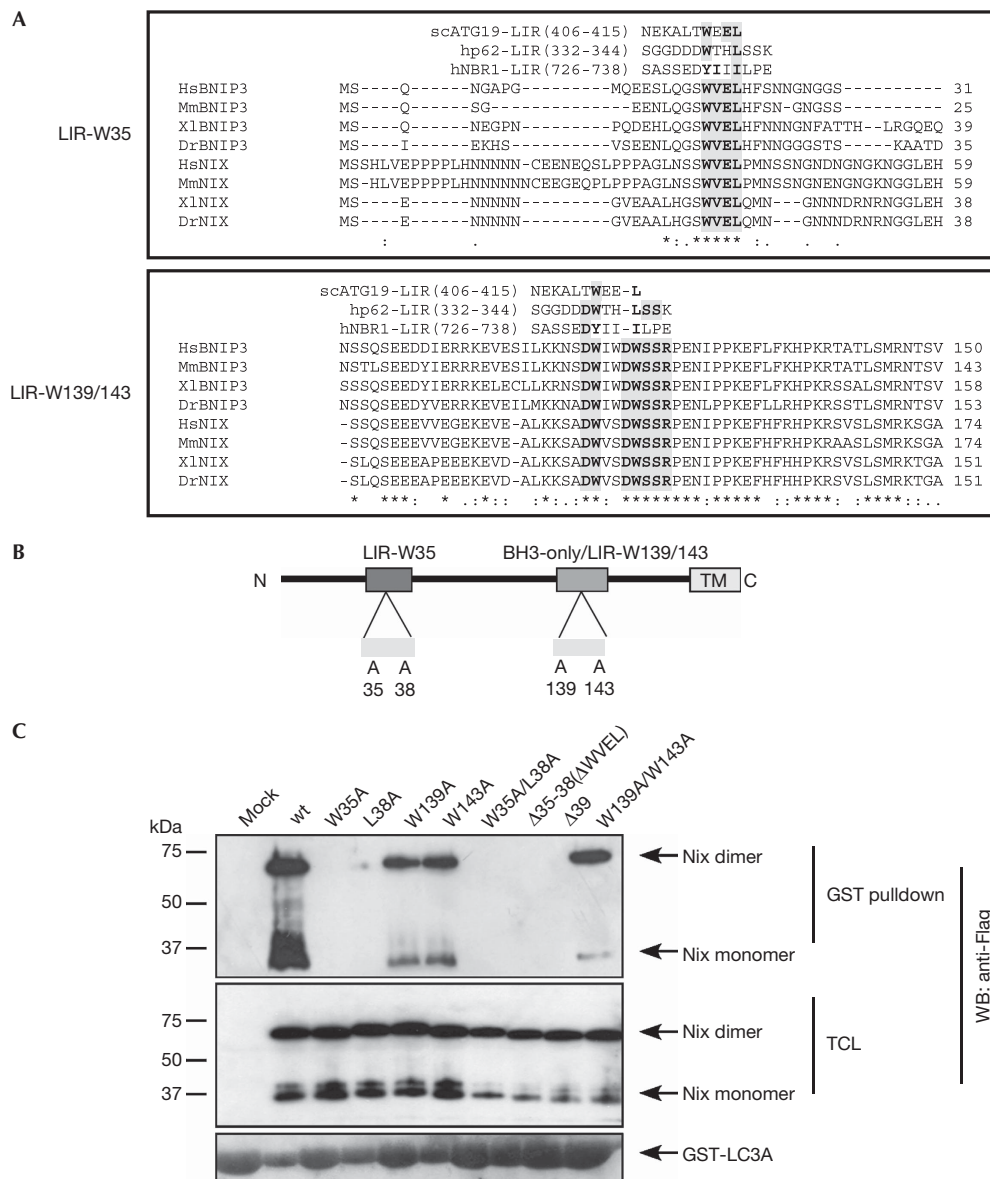 A
scATG19-LIR(406-415) NEKALTWEEL
hp62-LIR(332-344) SGGDDDWTHLSSK
hNBR1-LIR(726-738) SASSEDYIIILPE
HsBNIP3 MS----Q------NGAPG------MQEESLQGSWVELHFSNNGNGGS---------- 31
MmBNIP3 MS----Q------SG---------EESLQGSWVELHFSN-GNGSS---------- 25
XlBNIP3 MS----Q------NEGPN---------PQDEHLQGSWVELHFNNNGNGNFATTH--LRGQEQ 39
DrBNIP3 MS----Q------EKHS----------VSEENLQGSWVELHFNNGGGSTS----KAATD 35
HsNIX MSSHLVEPPPPLHNNNNN-CEENEQSLPPPAGLNSSWVELPMNSSNGNDNGNGKNGGLEH 59
MmNIX MS-HLVEPPPPLHNNNNNNCEEGEQPLPPPAGLNSSWVELPMNSSNGNENGNGKNGGLEH 59
XlNIX MS----E------NNNNN---------GVEAALHGSWVELQMN---GNNNDRNRNGGLEH 38
DrNIX MS----E------NNNNN---------GVEAALHGSWVELQMN---GNNNDRNRNGGLEH 38
: . *:.***** :. . .
LIR-W35
scATG19-LIR(406-415) NEKALTWEE-L
hp62-LIR(332-344) SGGDDDWTH-LSSK
hNBR1-LIR(726-738) SASSEDYII-ILPE
HsBNIP3 NSSQSEEDDIERRKEVESILKKNSDWIWDWSSRPENIPPKEFLFKHPKRTATLSMRNTSV 150
MmBNIP3 NSTLSEEDYIERRKEVESILKKNSDWIWDWSSRPENIPPKEFLFKHPKRTATLSMRNTSV 143
XlBNIP3 SSSQSEEDYIERRKELECLLKRNSDWIWDWSSRPENIPPKEFLFKHPKRSSALSMRNTSV 158
DrBNIP3 NSSQSEEDYVERRKEVEILMKKNADWIWDWSSRPENLPPKEFLLRHPKRSSTLSMRNTSV 153
HsNIX -SSQSEEEVVEGEKEVE-ALKKSADWVSDWSSRPENIPPKEFHFRHPKRSVSLSMRKSGA 174
MmNIX -SSQSEEEVVEGEKEVE-ALKKSADWVSDWSSRPENIPPKEFHFRHPKRAASLSMRKSGA 174
XlNIX -SLQSEEEAPEEEKEVD-ALKKSADWVSDWSSRPENIPPKEFHFHHPKRSVSLSMRKTGA 151
DrNIX -SLQSEEEAPEEEKEVD-ALKKSADWVSDWSSRPENIPPKEFHFRHPKRSVSLSMRKTGA 151
LIR-W139/143
B
LIR-W35 BH3-only/LIR-W139/143
N TM C
A A A A
35 38 139 143
C
Mock wt W35A L38A W139A W143A W35A/L38A Δ35-38(ΔWVEL) Δ39 W139A/W143A
kDa
75
50
37
Nix dimer
Nix monomer
GST pulldown
75
50
37
Nix dimer
Nix monomer
TCL
WB: anti-Flag
GST-LC3A